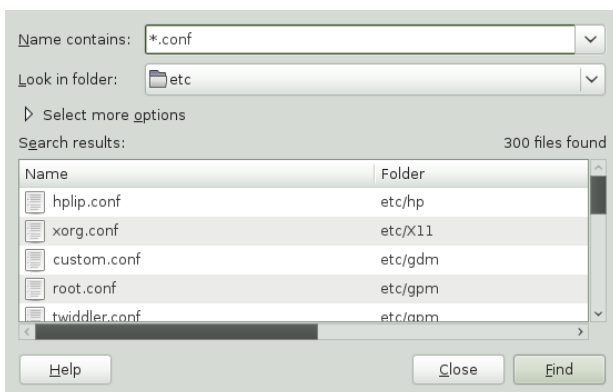 Name contains: *.conf
Look in folder: etc
Select more options
Search results: 300 files found
Name Folder
hplip.conf etc/hp
xorg.conf etc/X11
custom.conf etc/gdm
root.conf etc/gpm
twiddler.conf etc/gpm
Help Close Find